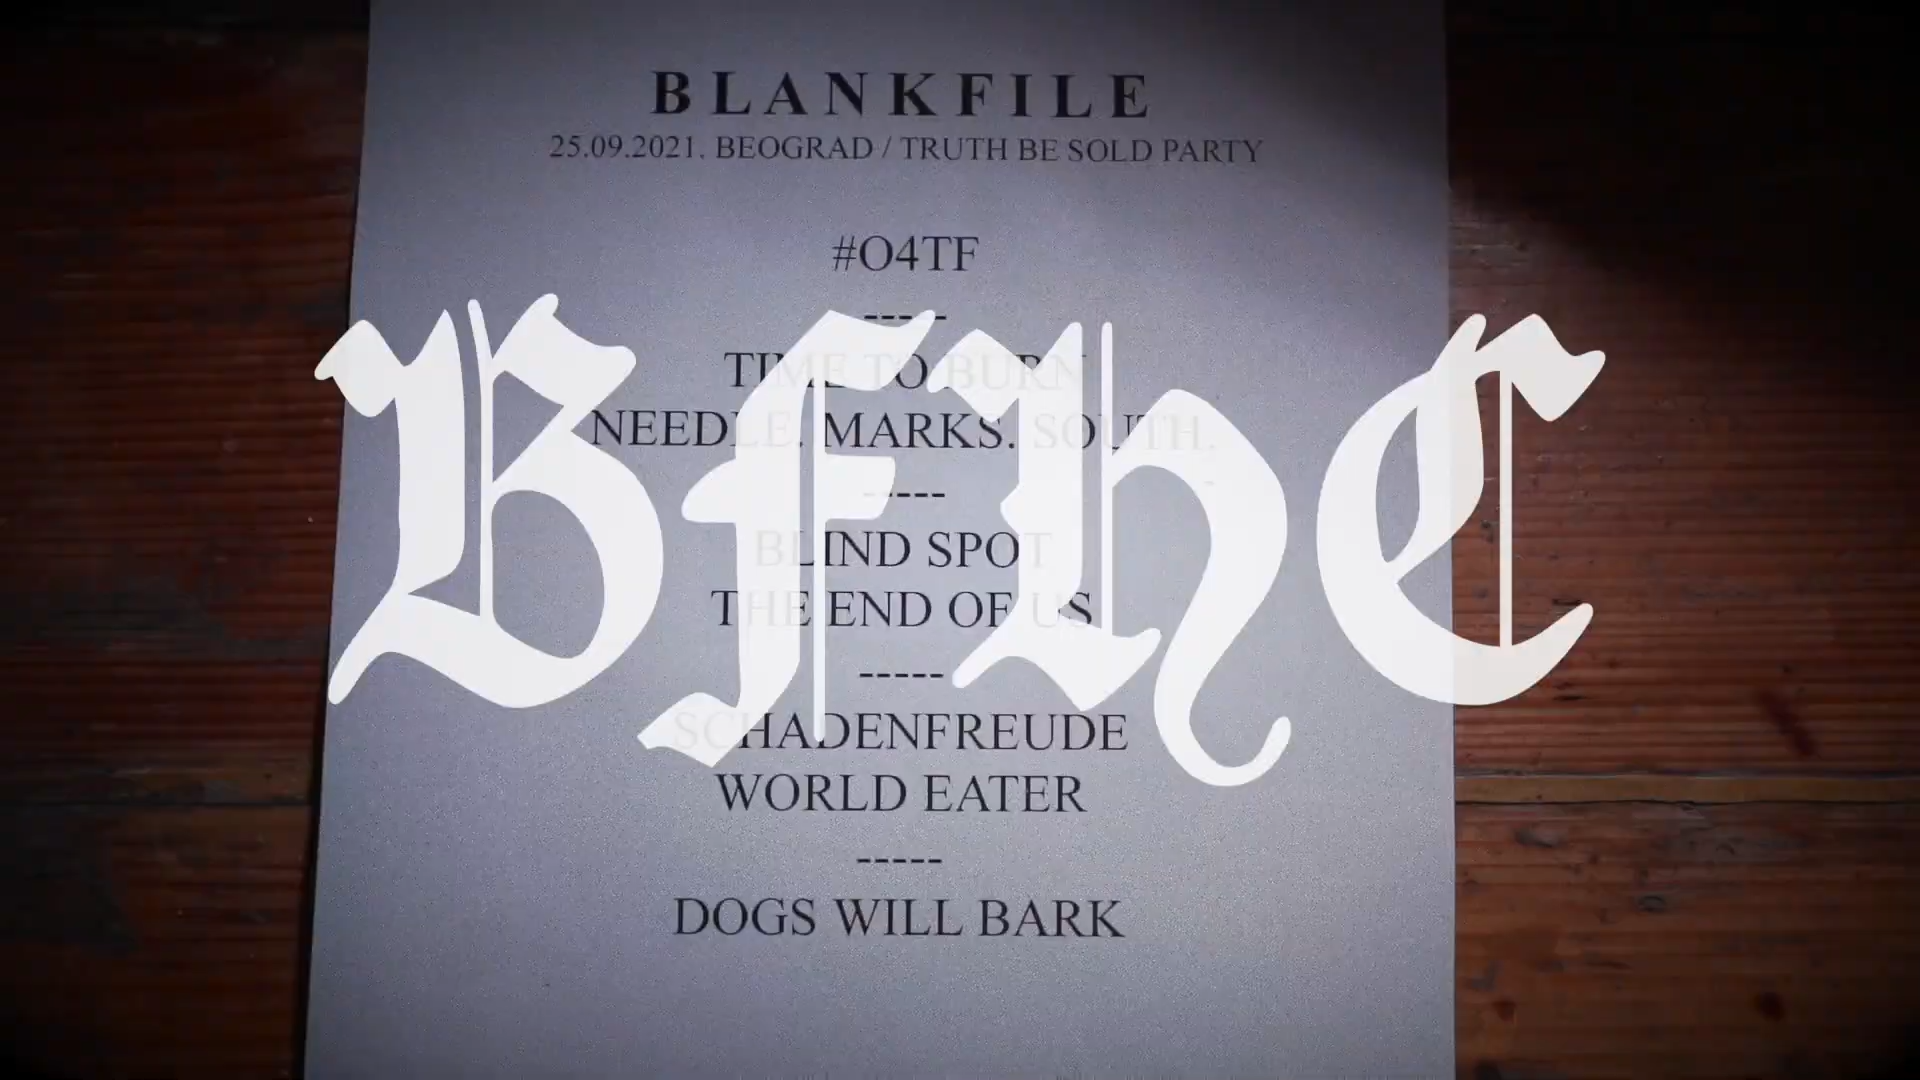 BLANKFILE
25.09.2021, BEOGRAD / TRUTH BE SOLD PARTY
#O4TF
-----
TIME TO BURN
NEEDLE. MARKS. SOUTH.
-----
BfHC
BLIND SPOT
THE END OF US
-----
SCHADENFREUDE
WORLD EATER
-----
DOGS WILL BARK